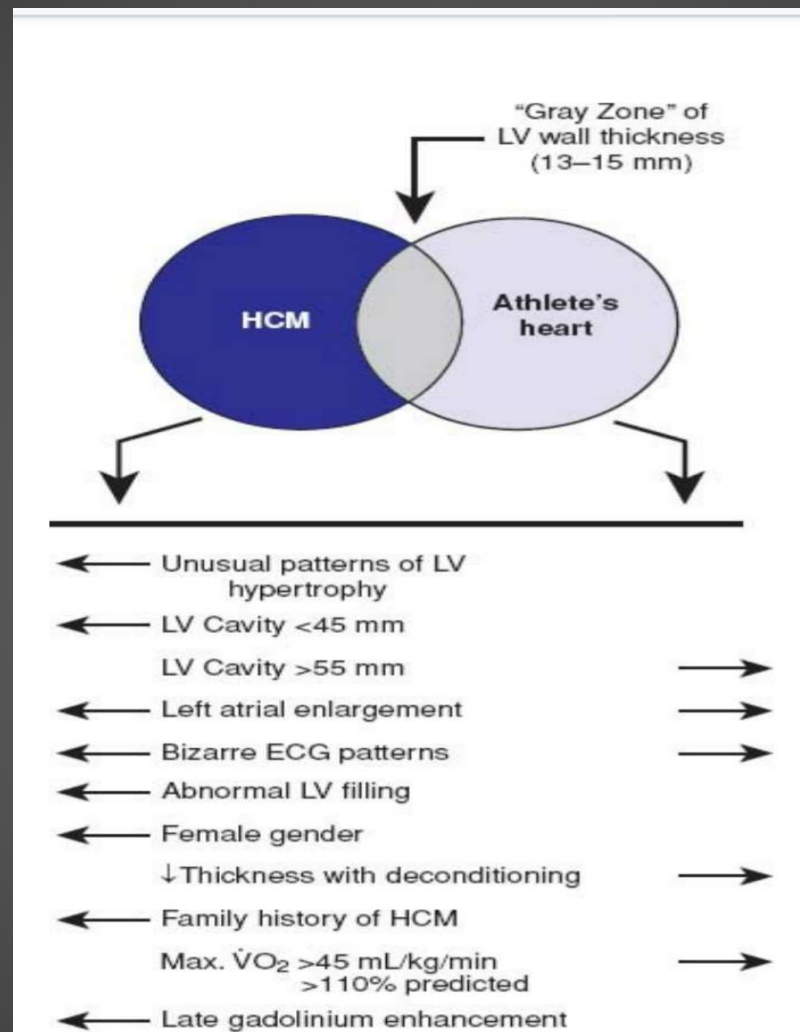 “Gray Zone” of
LV wall thickness
(13–15 mm)
HCM
Athlete’s
heart
Unusual patterns of LV
hypertrophy
LV Cavity <45 mm
LV Cavity >55 mm
Left atrial enlargement
Bizarre ECG patterns
Abnormal LV filling
Female gender
↓Thickness with deconditioning
Family history of HCM
Max. V̇O₂ >45 mL/kg/min
>110% predicted
Late gadolinium enhancement